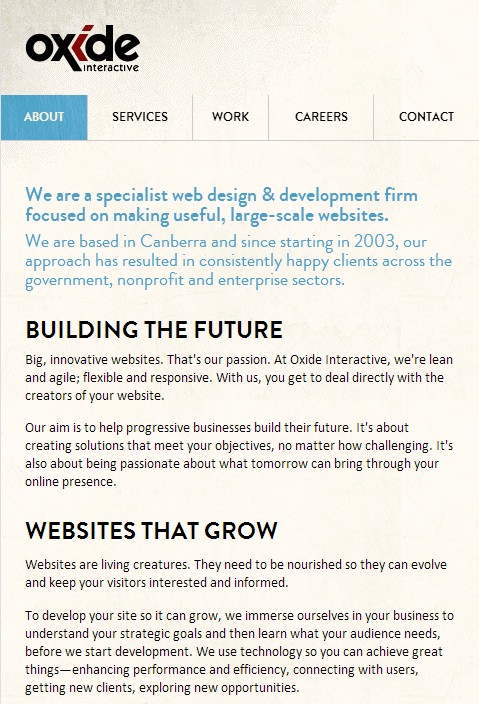 oxide
interactive
ABOUT SERVICES WORK CAREERS CONTACT
We are a specialist web design & development firm
focused on making useful, large-scale websites.
We are based in Canberra and since starting in 2003, our
approach has resulted in consistently happy clients across the
government, nonprofit and enterprise sectors.
BUILDING THE FUTURE
Big, innovative websites. That's our passion. At Oxide Interactive, we're lean
and agile; flexible and responsive. With us, you get to deal directly with the
creators of your website.
Our aim is to help progressive businesses build their future. It's about
creating solutions that meet your objectives, no matter how challenging. It's
also about being passionate about what tomorrow can bring through your
online presence.
WEBSITES THAT GROW
Websites are living creatures. They need to be nourished so they can evolve
and keep your visitors interested and informed.
To develop your site so it can grow, we immerse ourselves in your business to
understand your strategic goals and then learn what your audience needs,
before we start development. We use technology so you can achieve great
things—enhancing performance and efficiency, connecting with users,
getting new clients, exploring new opportunities.